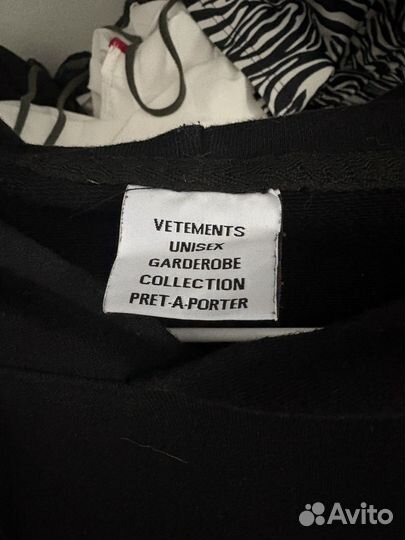 VETEMENTS
UNISEX
GARDEROBE
COLLECTION
PRET-A-PORTER
Avito